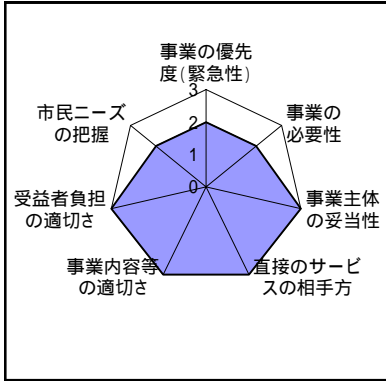 事業の優先
度(緊急性)
3
2
1
0
市民ニーズ
の把握
事業の
必要性
受益者負担
の適切さ
事業主体
の妥当性
事業内容等
の適切さ
直接のサービ
スの相手方